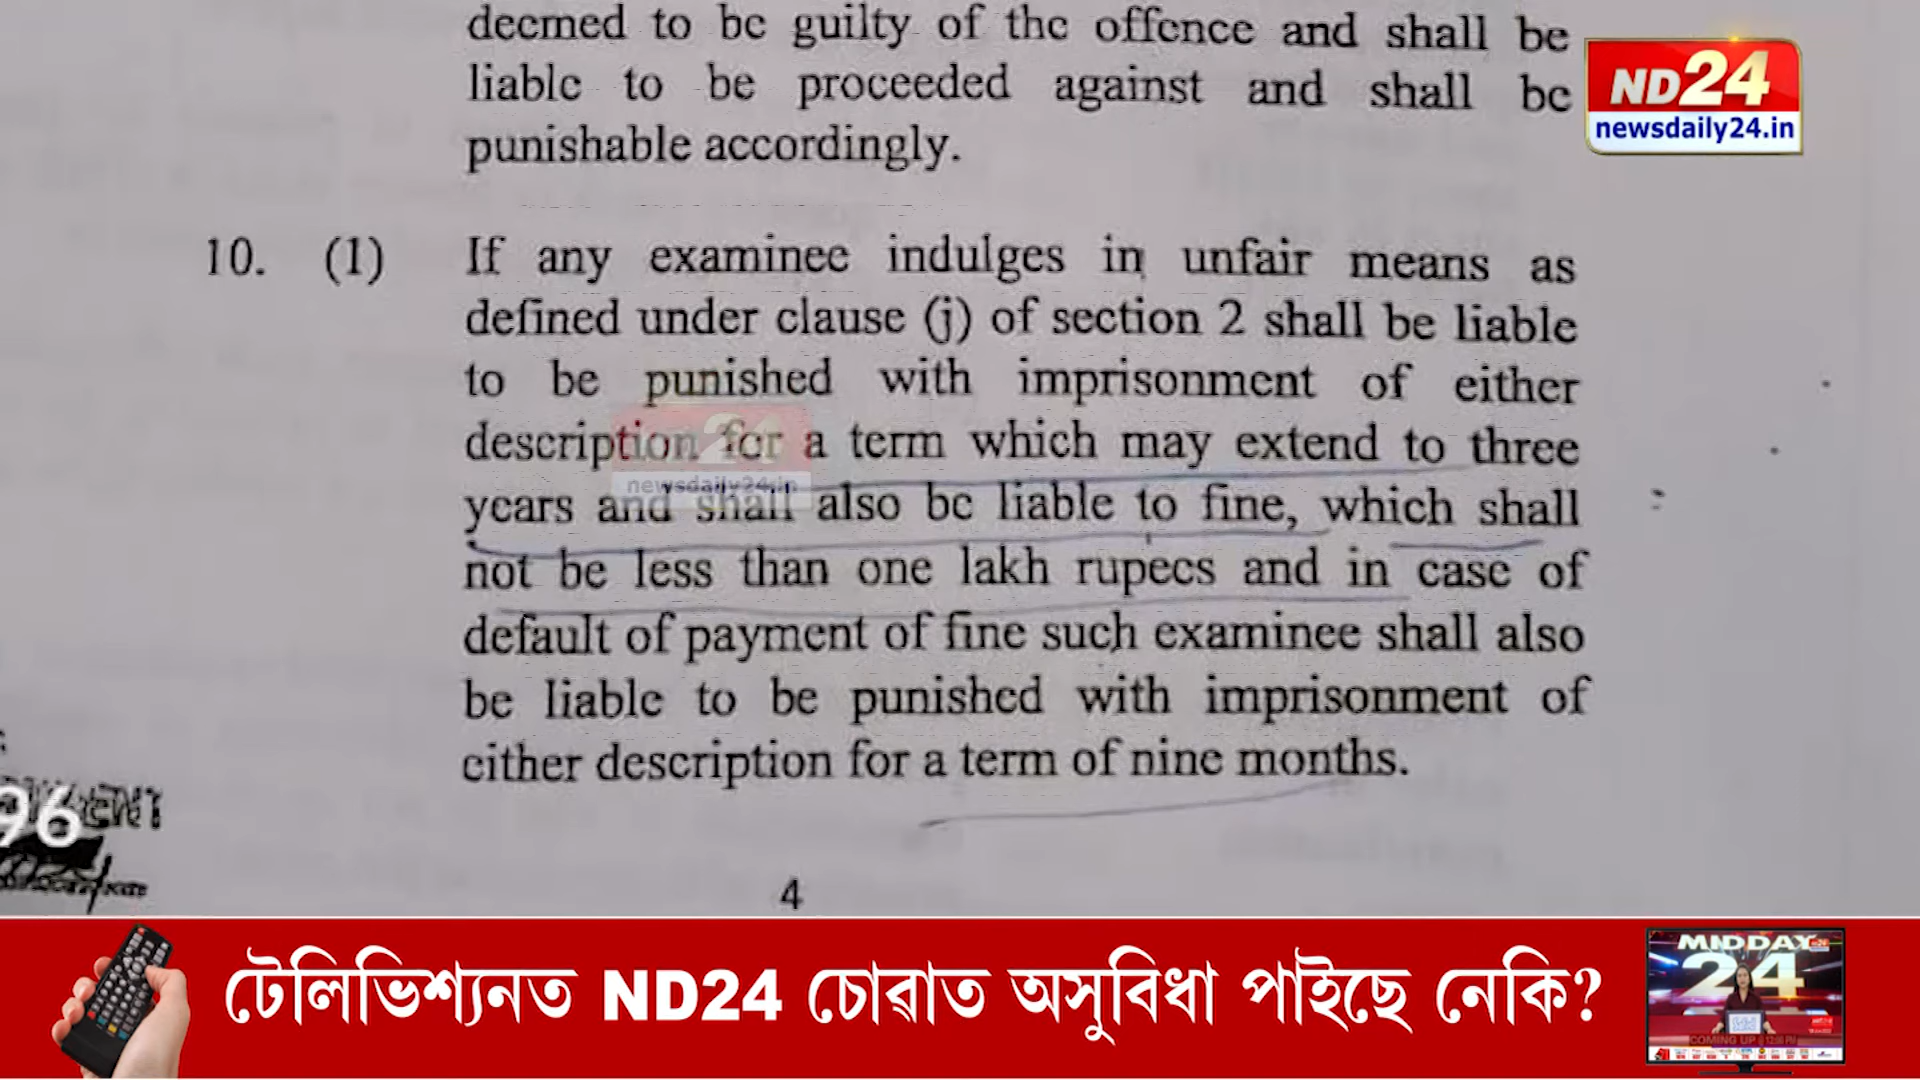 deemed to be guilty of the offence and shall be
liable to be proceeded against and shall be
punishable accordingly.
ND24
newsdaily24.in
10. (1) If any examinee indulges in unfair means as
defined under clause (j) of section 2 shall be liable
to be punished with imprisonment of either
description for a term which may extend to three
years and shall also be liable to fine, which shall
not be less than one lakh rupees and in case of
default of payment of fine such examinee shall also
be liable to be punished with imprisonment of
either description for a term of nine months.
24
newsdaily24.in
96
4
টেলিভিশ্যনত ND24 চোৱাত অসুবিধা পাইছে নেকি?
MIDDAY
24
COMING UP